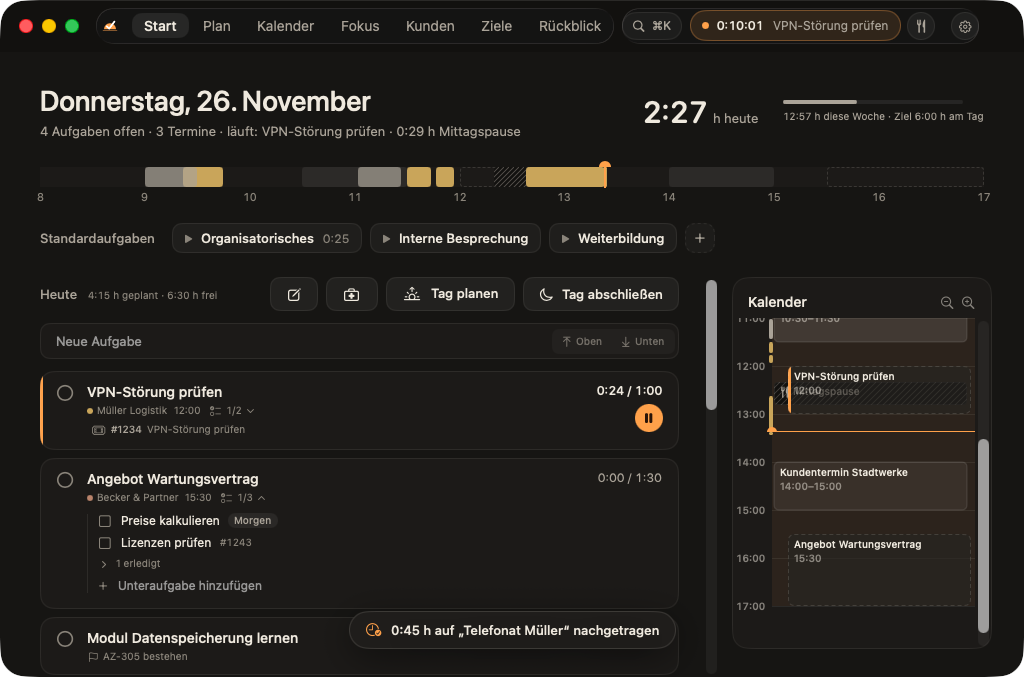 Start Plan Kalender Fokus Kunden Ziele Rückblick ⌘K 0:10:01 VPN-Störung prüfen
Donnerstag, 26. November
4 Aufgaben offen · 3 Termine · läuft: VPN-Störung prüfen · 0:29 h Mittagspause
2:27 h heute
12:57 h diese Woche · Ziel 6:00 h am Tag
8 9 10 11 12 13 14 15 16 17
Standardaufgaben Organisatorisches 0:25 Interne Besprechung Weiterbildung +
Heute 4:15 h geplant · 6:30 h frei Tag planen Tag abschließen
Neue Aufgabe Oben Unten
VPN-Störung prüfen 0:24 / 1:00
Müller Logistik 12:00 1/2
#1234 VPN-Störung prüfen
Angebot Wartungsvertrag 0:00 / 1:30
Becker & Partner 15:30 1/3
Preise kalkulieren Morgen
Lizenzen prüfen #1243
1 erledigt
+ Unteraufgabe hinzufügen
Modul Datenspeicherung lernen
AZ-305 bestehen
0:45 h auf „Telefonat Müller“ nachgetragen
Kalender
11:00 10:30–11:30
12:00
VPN-Störung prüfen
12:00
13:00
14:00
Kundentermin Stadtwerke
14:00–15:00
15:00
Angebot Wartungsvertrag
15:30
16:00
17:00